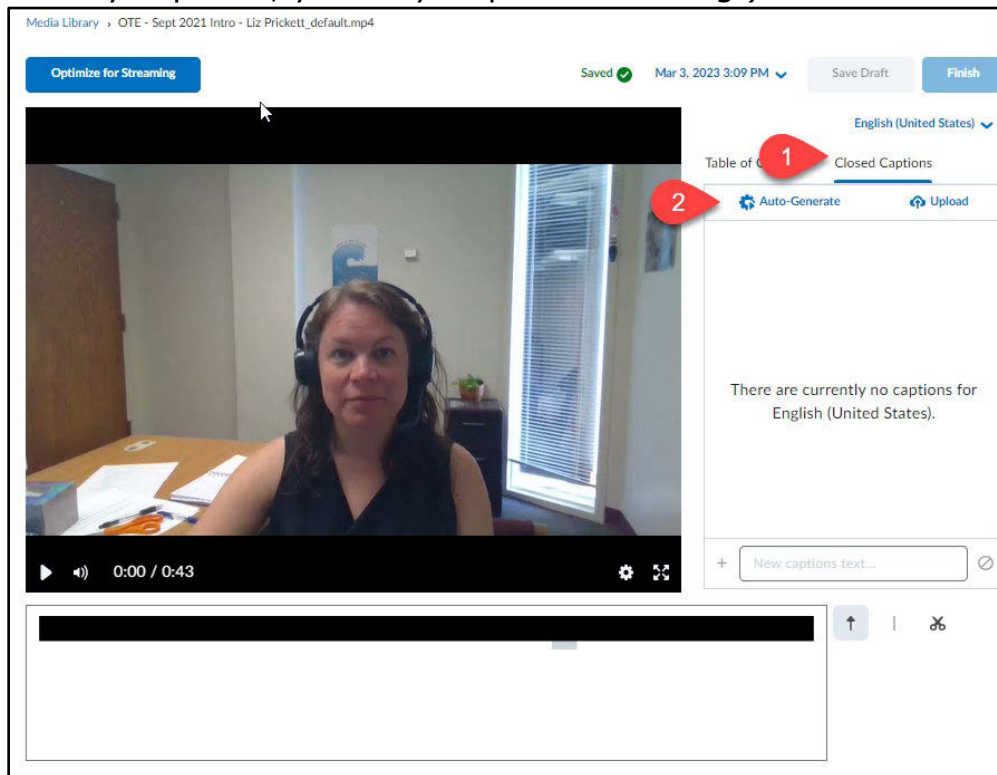 Media Library › OTE - Sept 2021 Intro - Liz Prickett_default.mp4
Optimize for Streaming
Saved
Mar 3, 2023 3:09 PM
Save Draft
Finish
English (United States)
Table of
1
Closed Captions
2
Auto-Generate
Upload
There are currently no captions for
English (United States).
0:00 / 0:43
New captions text...